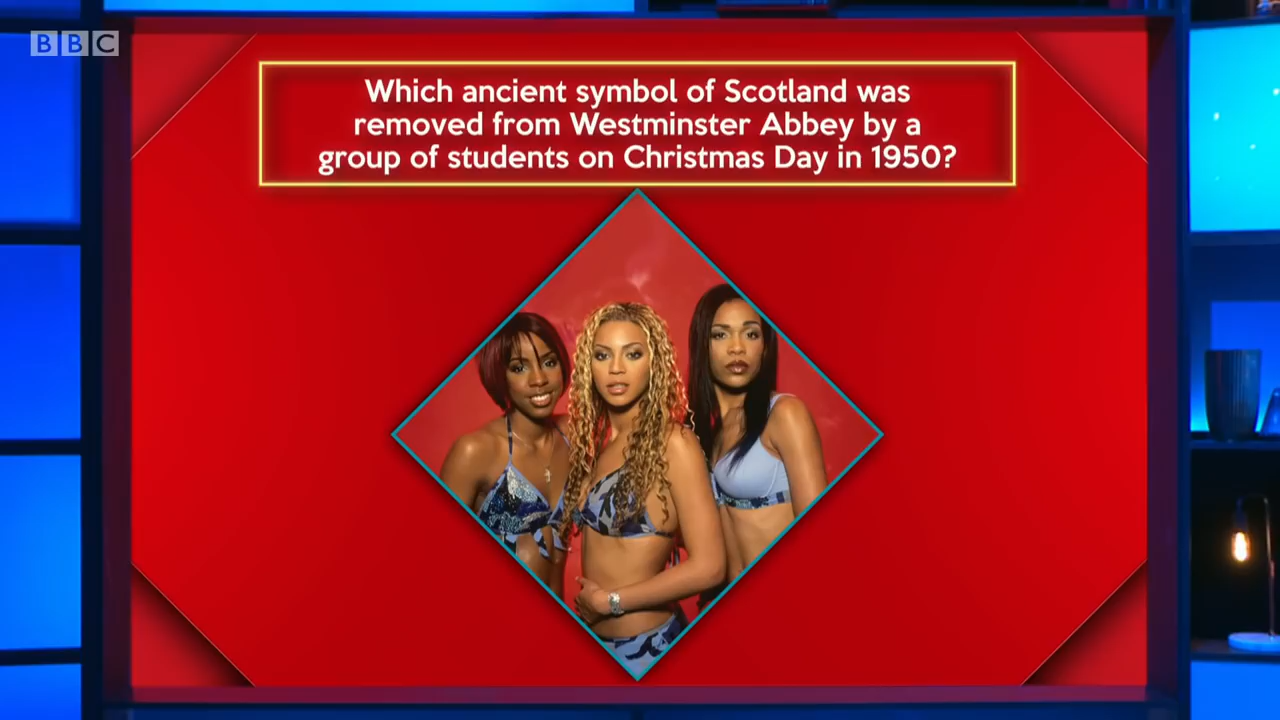 BBC
Which ancient symbol of Scotland was
removed from Westminster Abbey by a
group of students on Christmas Day in 1950?